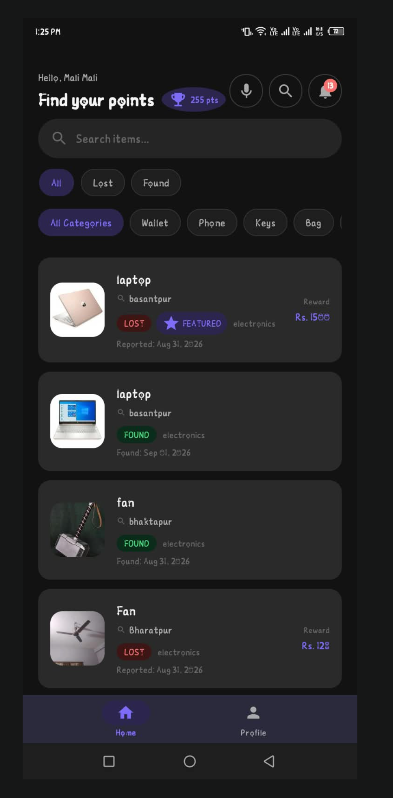 1:25 PM
Hello, Mali Mali
Find your points
255 pts
13
Search items...
All Lost Found
All Categories Wallet Phone Keys Bag
laptop
basantpur
LOST FEATURED electronics
Reported: Aug 31, 2026
Reward
Rs. 1500
laptop
basantpur
FOUND electronics
Found: Sep 01, 2026
fan
bhaktapur
FOUND electronics
Found: Aug 31, 2026
Fan
Bharatpur
LOST electronics
Reported: Aug 31, 2026
Reward
Rs. 122
Home Profile